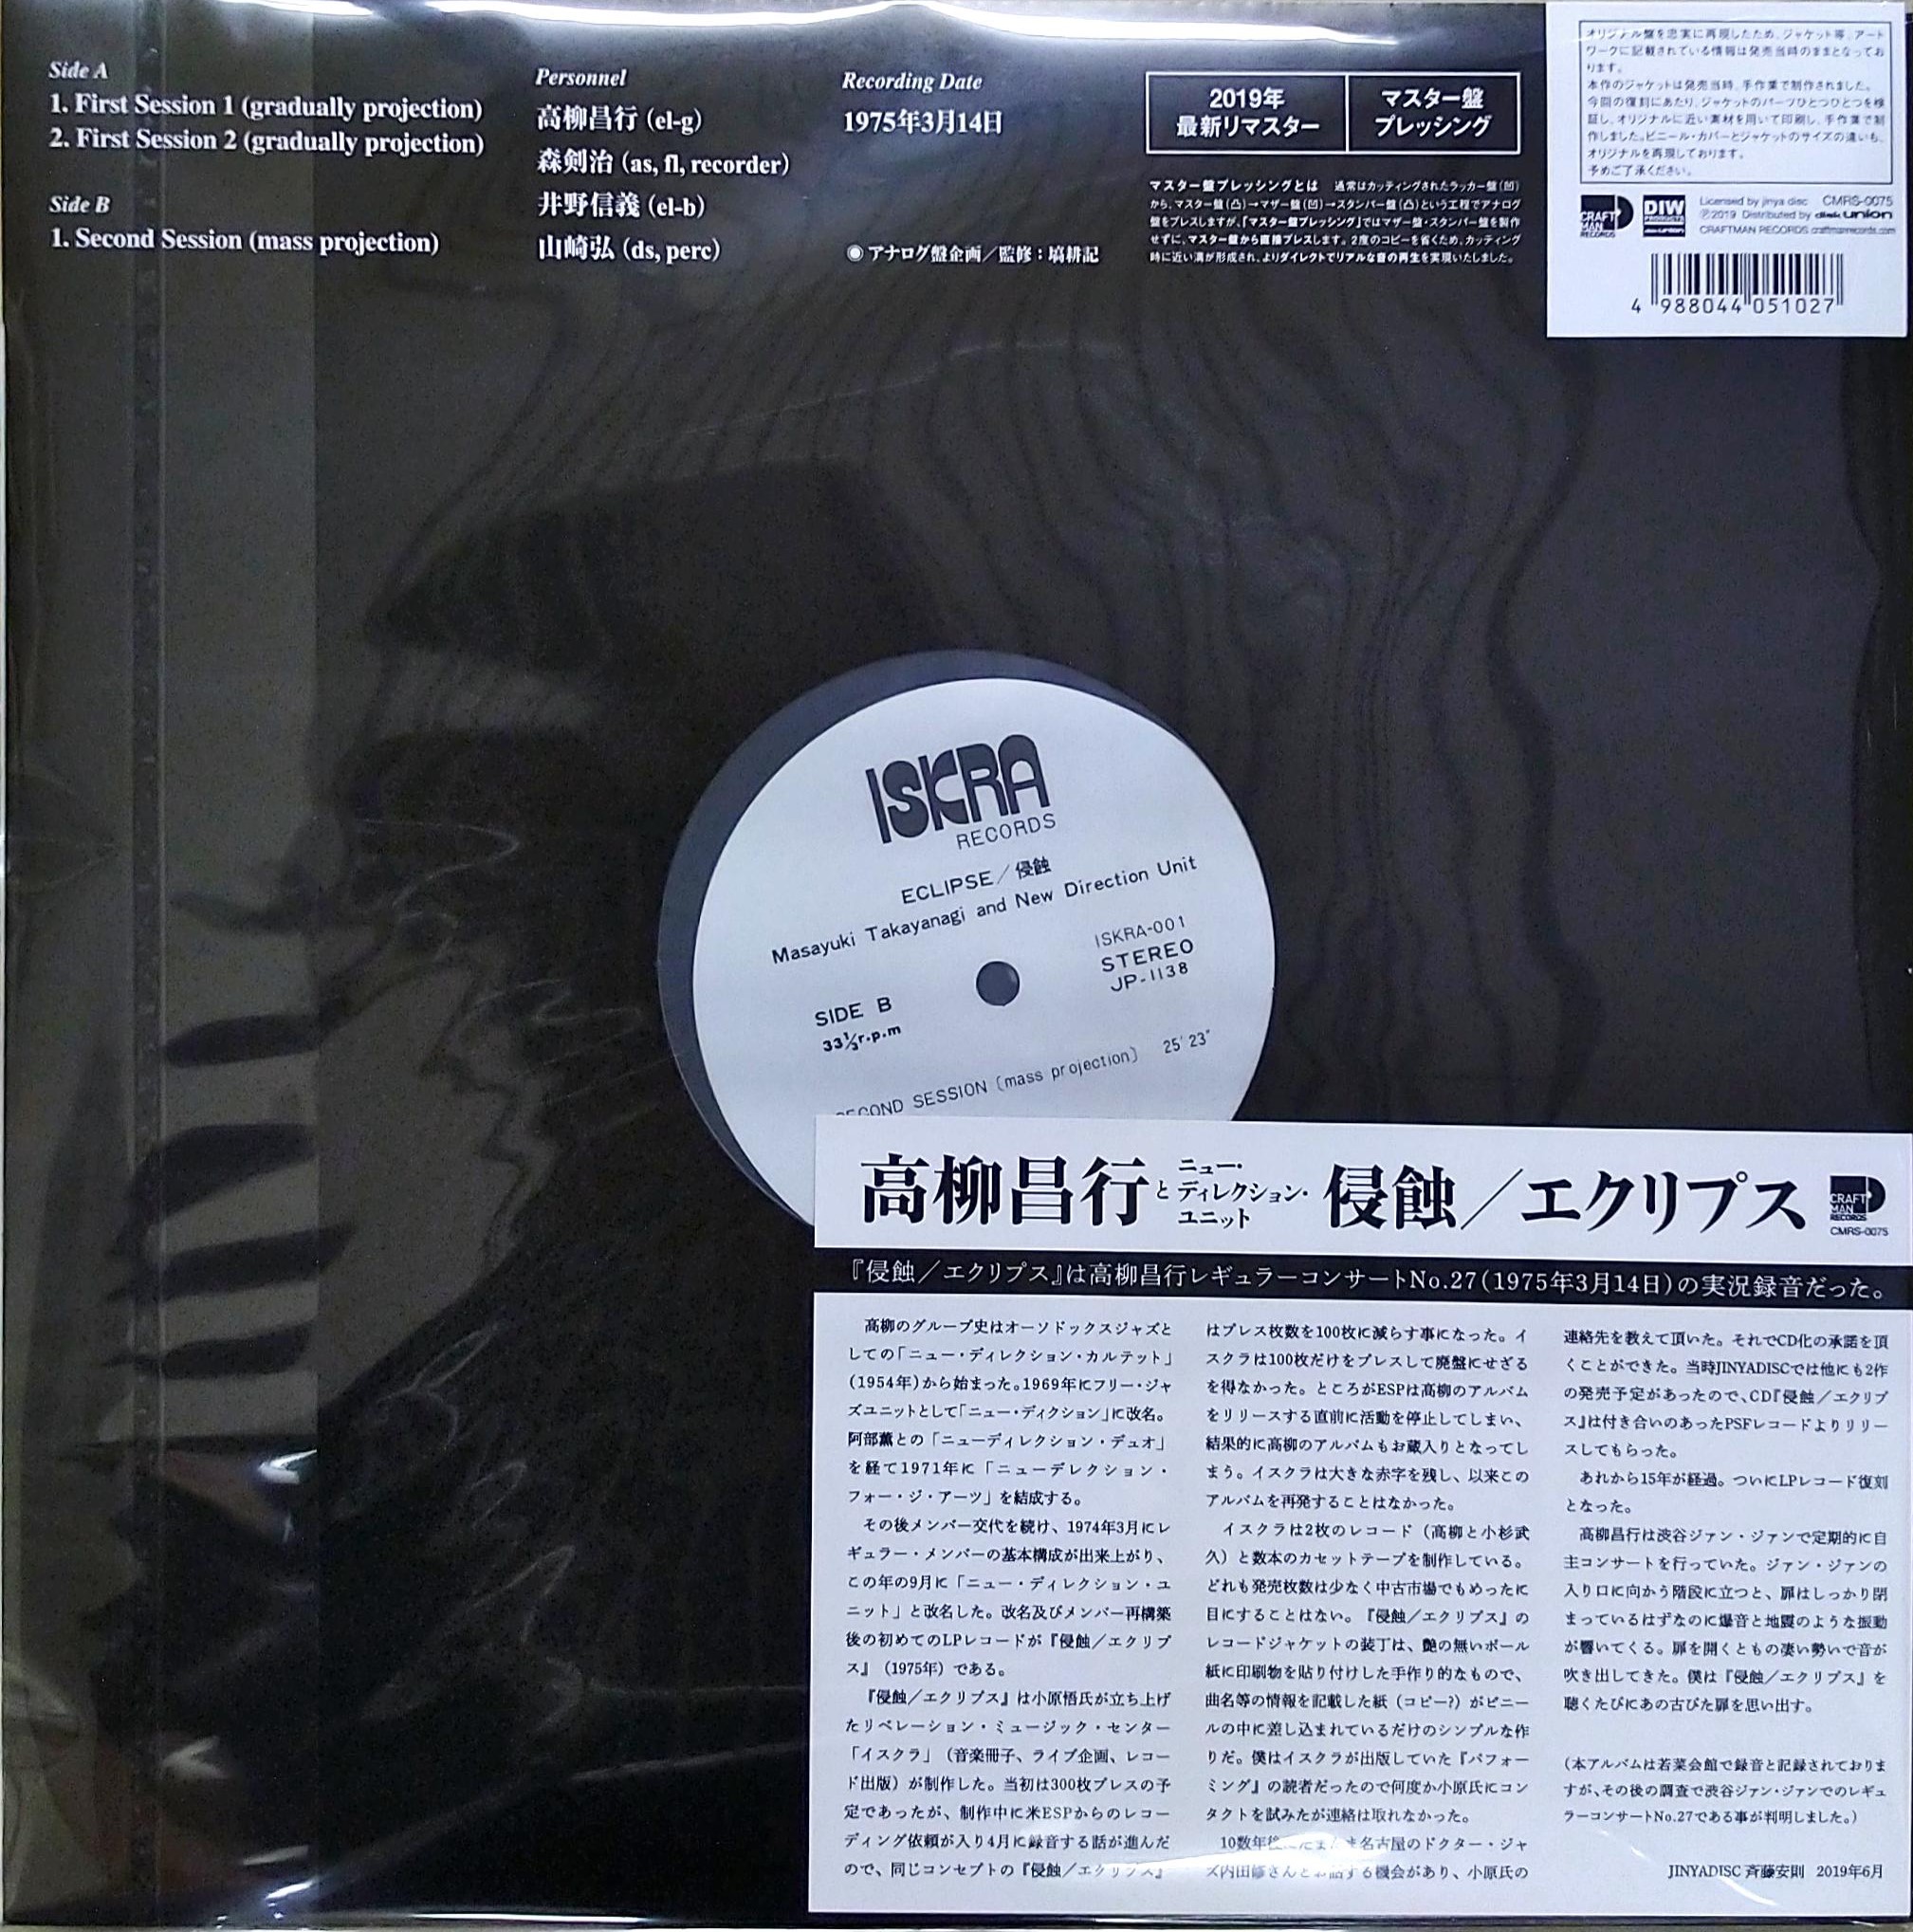 Side A
1. First Session 1 (gradually projection)
2. First Session 2 (gradually projection)
Side B
1. Second Session (mass projection)
Personnel
高柳昌行 (el-g)
森剣治 (as, fl, recorder)
井野信義 (el-b)
山崎弘 (ds, perc)
Recording Date
1975年3月14日
◉ アナログ盤企画／監修：塙耕記
2019年
最新リマスター
マスター盤
プレッシング
マスター盤プレッシングとは 通常はカッティングされたラッカー盤(凹)
から、マスター盤(凸)→マザー盤(凹)→スタンパー盤(凸)という工程でアナログ
盤をプレスしますが、「マスター盤プレッシング」ではマザー盤・スタンパー盤を製作
せずに、マスター盤から直接プレスします。2度のコピーを省くため、カッティング
時に近い溝が形成され、よりダイレクトでリアルな音の再生を実現いたしました。
オリジナル盤を忠実に再現したため、ジャケット等、アート
ワークに記載されている情報は発売当時のままとなってお
ります。
本作のジャケットは発売当時、手作業で制作されました。
今回の復刻にあたり、ジャケットのパーツひとつひとつを検
証し、オリジナルに近い素材を用いて印刷し、手作業で制
作しました。ビニール・カバーとジャケットのサイズの違いも、
オリジナルを再現しております。
予めご了承ください。
CRAFT
MAN
RECORDS
DIW
PRODUCTS
Licensed by jinya disc CMRS-0075
℗2019 Distributed by disk union
CRAFTMAN RECORDS craftmanrecords.com
4 988044 051027
ISKRA
RECORDS
ECLIPSE／侵蝕
Masayuki Takayanagi and New Direction Unit
ISKRA-001
STEREO
JP-1138
SIDE B
33⅓r.p.m
SECOND SESSION〔mass projection〕 25′23″
高柳昌行とニュー・ディレクション・ユニット 侵蝕／エクリプス
CRAFT
MAN
RECORDS
CMRS-0075
『侵蝕／エクリプス』は高柳昌行レギュラーコンサートNo.27(1975年3月14日)の実況録音だった。
高柳のグループ史はオーソドックスジャズと
しての「ニュー・ディレクション・カルテット」
(1954年)から始まった。1969年にフリー・ジャ
ズユニットとして「ニュー・ディクション」に改名。
阿部薫との「ニューディレクション・デュオ」
を経て1971年に「ニューデレクション・
フォー・ジ・アーツ」を結成する。
その後メンバー交代を続け、1974年3月にレ
ギュラー・メンバーの基本構成が出来上がり、
この年の9月に「ニュー・ディレクション・ユ
ニット」と改名した。改名及びメンバー再構築
後の初めてのLPレコードが『侵蝕／エクリプ
ス』（1975年）である。
『侵蝕／エクリプス』は小原悟氏が立ち上げ
たリベレーション・ミュージック・センター
「イスクラ」（音楽冊子、ライブ企画、レコー
ド出版）が制作した。当初は300枚プレスの予
定であったが、制作中に米ESPからのレコー
ディング依頼が入り4月に録音する話が進んだ
ので、同じコンセプトの『侵蝕／エクリプス』
はプレス枚数を100枚に減らす事になった。イ
スクラは100枚だけをプレスして廃盤にせざる
を得なかった。ところがESPは高柳のアルバム
をリリースする直前に活動を停止してしまい、
結果的に高柳のアルバムもお蔵入りとなってし
まう。イスクラは大きな赤字を残し、以来この
アルバムを再発することはなかった。
イスクラは2枚のレコード（高柳と小杉武
久）と数本のカセットテープを制作している。
どれも発売枚数は少なく中古市場でもめったに
目にすることはない。『侵蝕／エクリプス』の
レコードジャケットの装丁は、艶の無いボール
紙に印刷物を貼り付けした手作り的なもので、
曲名等の情報を記載した紙（コピー?）がビニー
ルの中に差し込まれているだけのシンプルな作
りだ。僕はイスクラが出版していた『パフォー
ミング』の読者だったので何度か小原氏にコン
タクトを試みたが連絡は取れなかった。
10数年後にたまたま名古屋のドクター・ジャ
ズ内田修さんとお話する機会があり、小原氏の
連絡先を教えて頂いた。それでCD化の承諾を頂
くことができた。当時JINYADISCでは他にも2作
の発売予定があったので、CD『侵蝕／エクリプ
ス』は付き合いのあったPSFレコードよりリリー
スしてもらった。
あれから15年が経過。ついにLPレコード復刻
となった。
高柳昌行は渋谷ジァン・ジァンで定期的に自
主コンサートを行っていた。ジァン・ジァンの
入り口に向かう階段に立つと、扉はしっかり閉
まっているはずなのに爆音と地震のような振動
が響いてくる。扉を開くともの凄い勢いで音が
吹き出してきた。僕は『侵蝕／エクリプス』を
聴くたびにあの古びた扉を思い出す。
（本アルバムは若菜会館で録音と記録されておりま
すが、その後の調査で渋谷ジァン・ジァンでのレギュ
ラーコンサートNo.27である事が判明しました。）
JINYADISC 斉藤安則 2019年6月